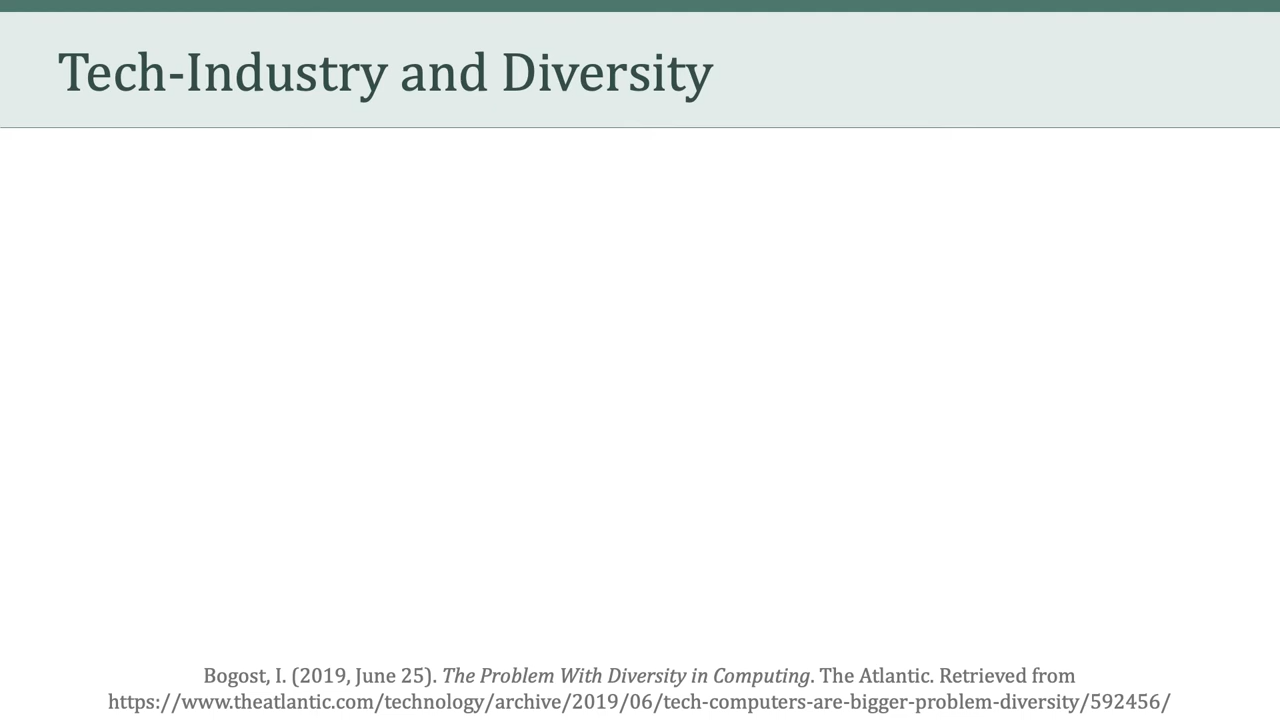 Tech-Industry and Diversity
Bogost, I. (2019, June 25). The Problem With Diversity in Computing. The Atlantic. Retrieved from
https://www.theatlantic.com/technology/archive/2019/06/tech-computers-are-bigger-problem-diversity/592456/